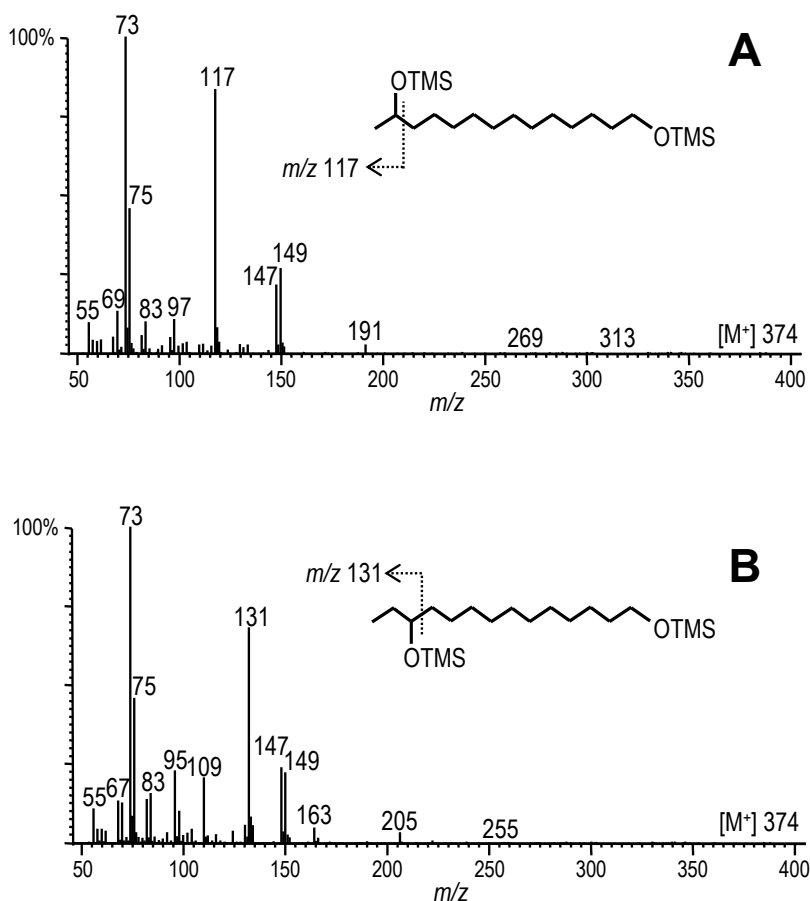 73
100%
A
OTMS
117
OTMS
m/z 117
75
149
147
55 69 83 97
191
269 313 [M⁺] 374
50 100 150 200 250 300 350 400
m/z
73
100%
B
m/z 131
131
OTMS
OTMS
75
147 149
95 109
55 67 83
163 205 255 [M⁺] 374
50 100 150 200 250 300 350 400
m/z